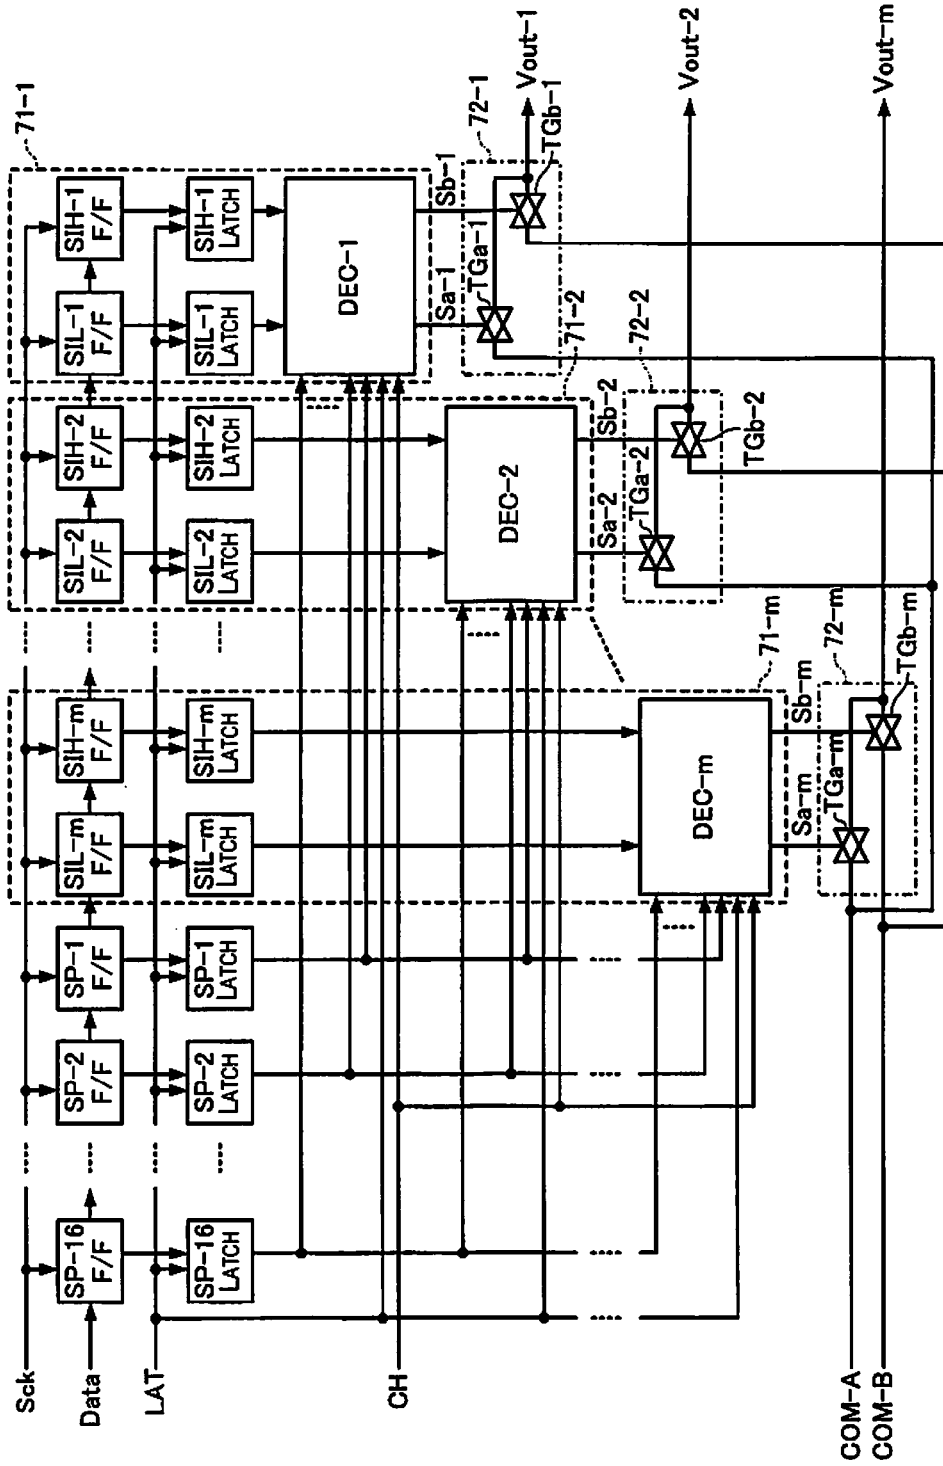 Sck
Data
LAT
CH
COM-A
COM-B
SP-16
F/F
SP-2
F/F
SP-1
F/F
SIL-m
F/F
SIH-m
F/F
SIL-2
F/F
SIH-2
F/F
SIL-1
F/F
SIH-1
F/F
71-1
SP-16
LATCH
SP-2
LATCH
SP-1
LATCH
SIL-m
LATCH
SIH-m
LATCH
SIL-2
LATCH
SIH-2
LATCH
SIL-1
LATCH
SIH-1
LATCH
DEC-1
Sa-1
Sb-1
72-1
TGa-1
TGb-1
Vout-1
DEC-2
71-2
Sa-2
Sb-2
72-2
TGa-2
TGb-2
Vout-2
DEC-m
71-m
Sa-m
Sb-m
72-m
TGa-m
TGb-m
Vout-m